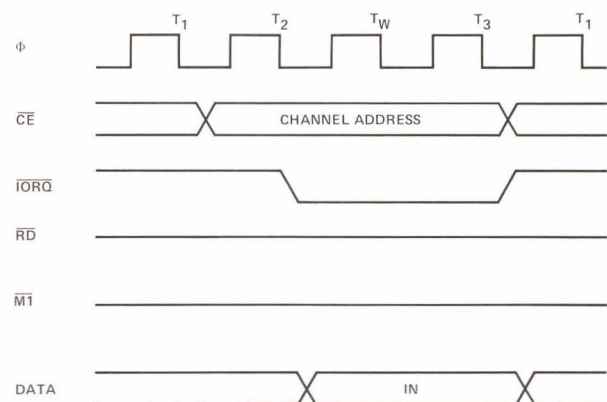 T1 T2 TW T3 T1
Φ
CE CHANNEL ADDRESS
IORQ
RD
M1
DATA IN